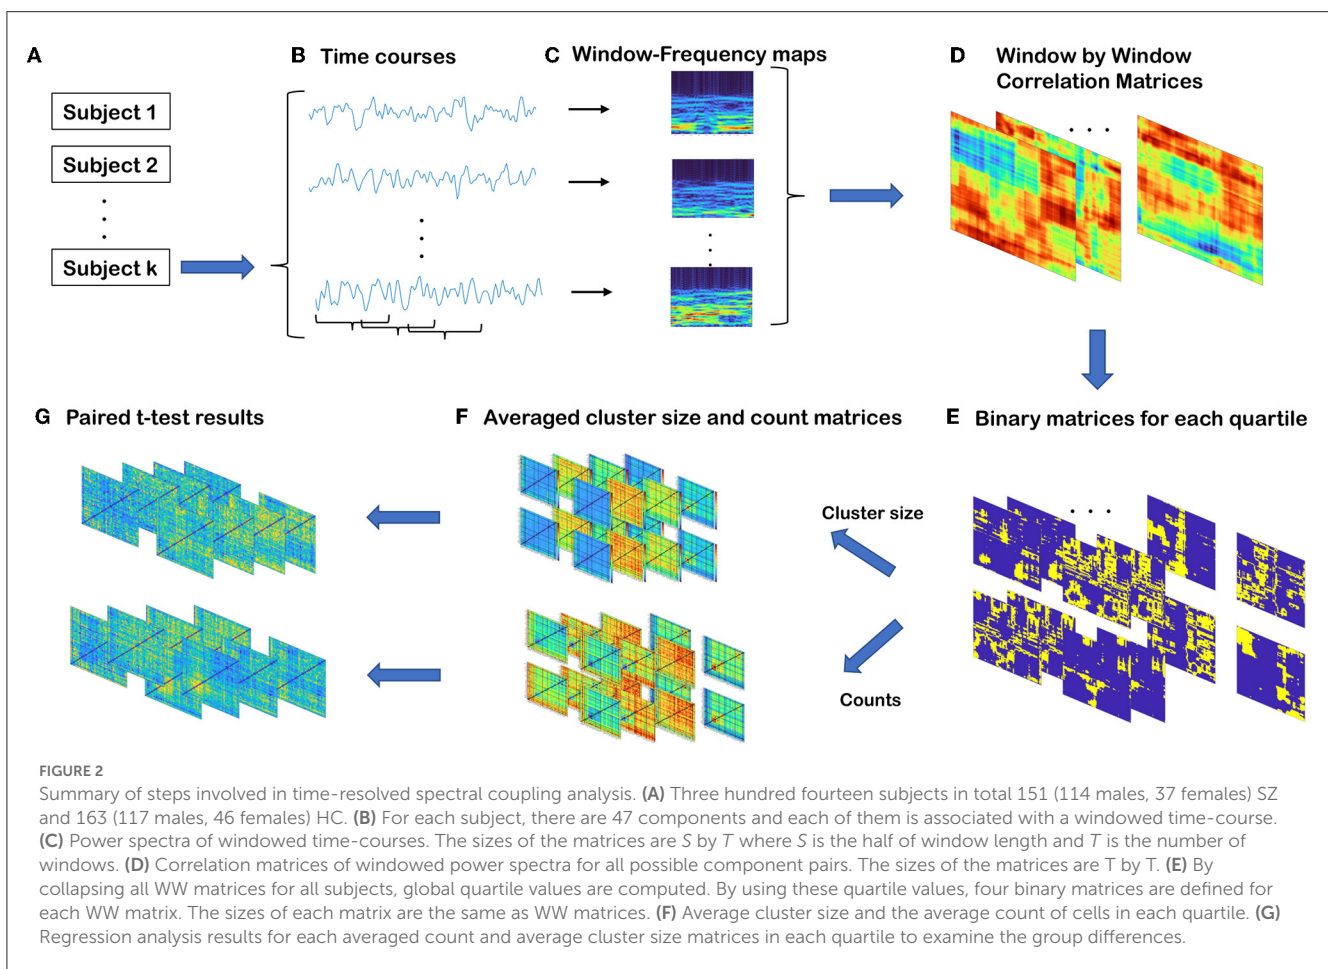 A
B Time courses
C Window-Frequency maps
D Window by Window
Correlation Matrices
Subject 1
Subject 2
Subject k
G Paired t-test results
F Averaged cluster size and count matrices
E Binary matrices for each quartile
Cluster size
Counts
FIGURE 2
Summary of steps involved in time-resolved spectral coupling analysis. (A) Three hundred fourteen subjects in total 151 (114 males, 37 females) SZ
and 163 (117 males, 46 females) HC. (B) For each subject, there are 47 components and each of them is associated with a windowed time-course.
(C) Power spectra of windowed time-courses. The sizes of the matrices are S by T where S is the half of window length and T is the number of
windows. (D) Correlation matrices of windowed power spectra for all possible component pairs. The sizes of the matrices are T by T. (E) By
collapsing all WW matrices for all subjects, global quartile values are computed. By using these quartile values, four binary matrices are defined for
each WW matrix. The sizes of each matrix are the same as WW matrices. (F) Average cluster size and the average count of cells in each quartile. (G)
Regression analysis results for each averaged count and average cluster size matrices in each quartile to examine the group differences.